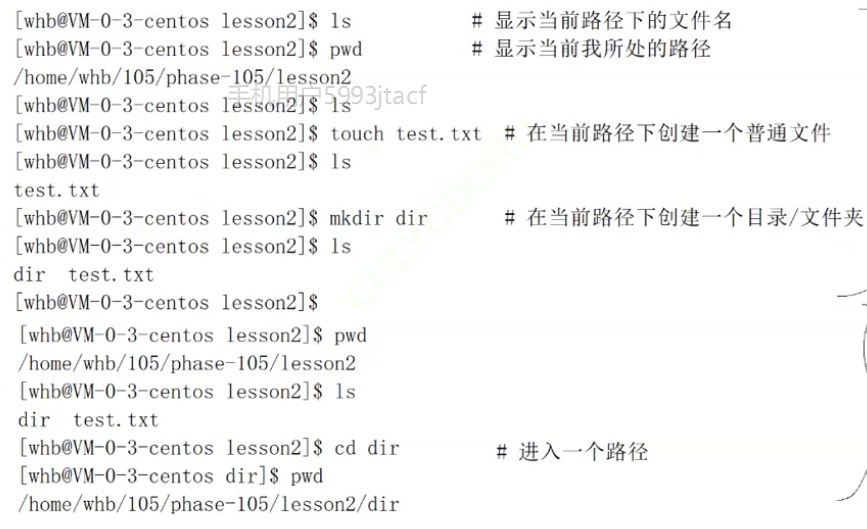 [whb@VM-0-3-centos lesson2]$ ls # 显示当前路径下的文件名
[whb@VM-0-3-centos lesson2]$ pwd # 显示当前我所处的路径
/home/whb/105/phase-105/lesson2
手机用户5993jtacf
[whb@VM-0-3-centos lesson2]$ ls
[whb@VM-0-3-centos lesson2]$ touch test.txt # 在当前路径下创建一个普通文件
[whb@VM-0-3-centos lesson2]$ ls
test.txt
[whb@VM-0-3-centos lesson2]$ mkdir dir # 在当前路径下创建一个目录/文件夹
[whb@VM-0-3-centos lesson2]$ ls
dir test.txt
[whb@VM-0-3-centos lesson2]$
[whb@VM-0-3-centos lesson2]$ pwd
/home/whb/105/phase-105/lesson2
[whb@VM-0-3-centos lesson2]$ ls
dir test.txt
[whb@VM-0-3-centos lesson2]$ cd dir # 进入一个路径
[whb@VM-0-3-centos dir]$ pwd
/home/whb/105/phase-105/lesson2/dir